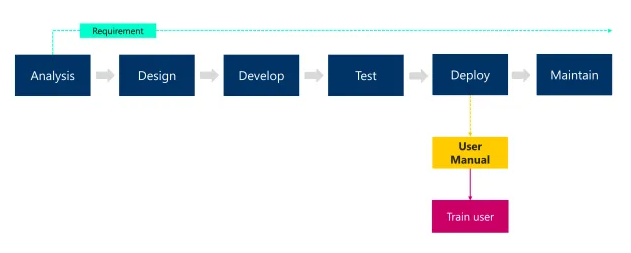 Requirement
Analysis
Design
Develop
Test
Deploy
Maintain
User
Manual
Train user